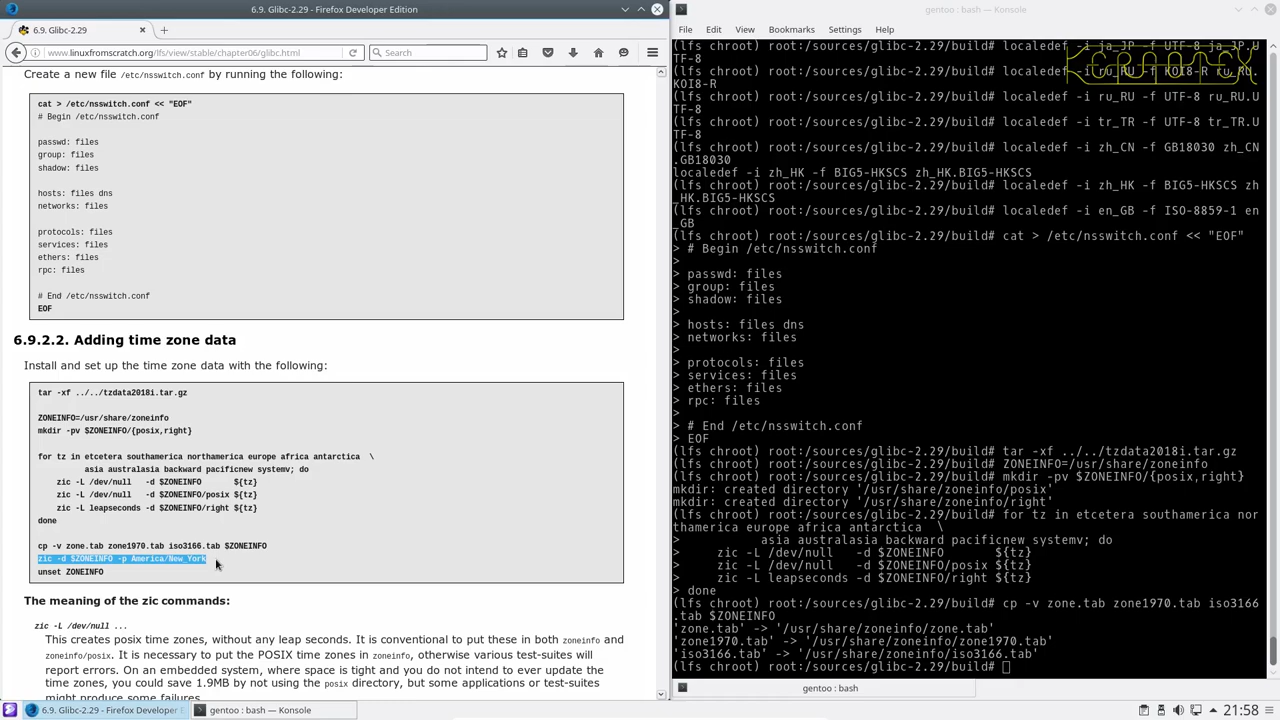 6.9. Glibc-2.29 - Firefox Developer Edition
6.9. Glibc-2.29
www.linuxfromscratch.org/lfs/view/stable/chapter06/glibc.html
Search
Create a new file /etc/nsswitch.conf by running the following:
cat > /etc/nsswitch.conf << "EOF"
# Begin /etc/nsswitch.conf
passwd: files
group: files
shadow: files
hosts: files dns
networks: files
protocols: files
services: files
ethers: files
rpc: files
# End /etc/nsswitch.conf
EOF
6.9.2.2. Adding time zone data
Install and set up the time zone data with the following:
tar -xf ../../tzdata2018i.tar.gz
ZONEINFO=/usr/share/zoneinfo
mkdir -pv $ZONEINFO/{posix,right}
for tz in etcetera southamerica northamerica europe africa antarctica \
asia australasia backward pacificnew systemv; do
zic -L /dev/null -d $ZONEINFO ${tz}
zic -L /dev/null -d $ZONEINFO/posix ${tz}
zic -L leapseconds -d $ZONEINFO/right ${tz}
done
cp -v zone.tab zone1970.tab iso3166.tab $ZONEINFO
zic -d $ZONEINFO -p America/New_York
unset ZONEINFO
The meaning of the zic commands:
zic -L /dev/null ...
This creates posix time zones, without any leap seconds. It is conventional to put these in both zoneinfo and
zoneinfo/posix. It is necessary to put the POSIX time zones in zoneinfo, otherwise various test-suites will
report errors. On an embedded system, where space is tight and you do not intend to ever update the
time zones, you could save 1.9MB by not using the posix directory, but some applications or test-suites
might produce some failures.
gentoo : bash — Konsole
File Edit View Bookmarks Settings Help
(lfs chroot) root:/sources/glibc-2.29/build# localedef -i ja_JP -f UTF-8 ja_JP.U
TF-8
(lfs chroot) root:/sources/glibc-2.29/build# localedef -i ru_RU -f KOI8-R ru_RU.
KOI8-R
(lfs chroot) root:/sources/glibc-2.29/build# localedef -i ru_RU -f UTF-8 ru_RU.U
TF-8
(lfs chroot) root:/sources/glibc-2.29/build# localedef -i tr_TR -f UTF-8 tr_TR.U
TF-8
(lfs chroot) root:/sources/glibc-2.29/build# localedef -i zh_CN -f GB18030 zh_CN
.GB18030
localedef -i zh_HK -f BIG5-HKSCS zh_HK.BIG5-HKSCS
(lfs chroot) root:/sources/glibc-2.29/build# localedef -i zh_HK -f BIG5-HKSCS zh
_HK.BIG5-HKSCS
(lfs chroot) root:/sources/glibc-2.29/build# localedef -i en_GB -f ISO-8859-1 en
_GB
(lfs chroot) root:/sources/glibc-2.29/build# cat > /etc/nsswitch.conf << "EOF"
> # Begin /etc/nsswitch.conf
>
> passwd: files
> group: files
> shadow: files
>
> hosts: files dns
> networks: files
>
> protocols: files
> services: files
> ethers: files
> rpc: files
>
> # End /etc/nsswitch.conf
> EOF
(lfs chroot) root:/sources/glibc-2.29/build# tar -xf ../../tzdata2018i.tar.gz
(lfs chroot) root:/sources/glibc-2.29/build# ZONEINFO=/usr/share/zoneinfo
(lfs chroot) root:/sources/glibc-2.29/build# mkdir -pv $ZONEINFO/{posix,right}
mkdir: created directory '/usr/share/zoneinfo/posix'
mkdir: created directory '/usr/share/zoneinfo/right'
(lfs chroot) root:/sources/glibc-2.29/build# for tz in etcetera southamerica nor
thamerica europe africa antarctica \
> asia australasia backward pacificnew systemv; do
> zic -L /dev/null -d $ZONEINFO ${tz}
> zic -L /dev/null -d $ZONEINFO/posix ${tz}
> zic -L leapseconds -d $ZONEINFO/right ${tz}
> done
(lfs chroot) root:/sources/glibc-2.29/build# cp -v zone.tab zone1970.tab iso3166
.tab $ZONEINFO
'zone.tab' -> '/usr/share/zoneinfo/zone.tab'
'zone1970.tab' -> '/usr/share/zoneinfo/zone1970.tab'
'iso3166.tab' -> '/usr/share/zoneinfo/iso3166.tab'
(lfs chroot) root:/sources/glibc-2.29/build#
gentoo : bash
6.9. Glibc-2.29 - Firefox Developer E
gentoo : bash — Konsole
21:58